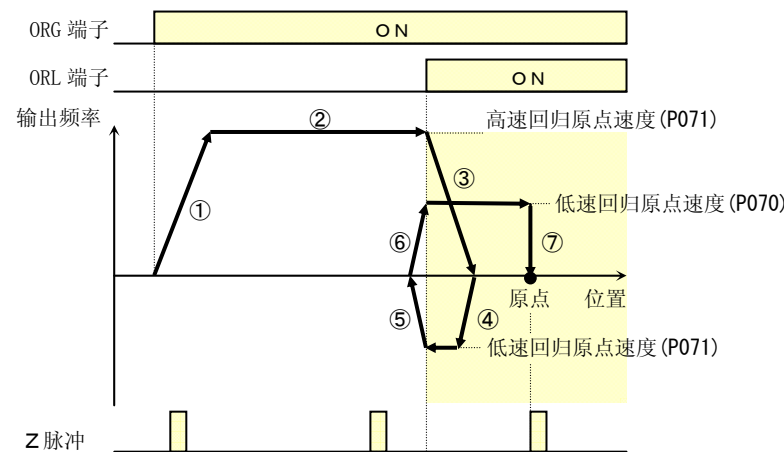 ORG 端子
ON
ORL 端子
ON
输出频率
②
高速回归原点速度(P071)
③
①
低速回归原点速度(P070)
⑥
⑦
原点
位置
⑤
④
低速回归原点速度(P071)
Z 脉冲